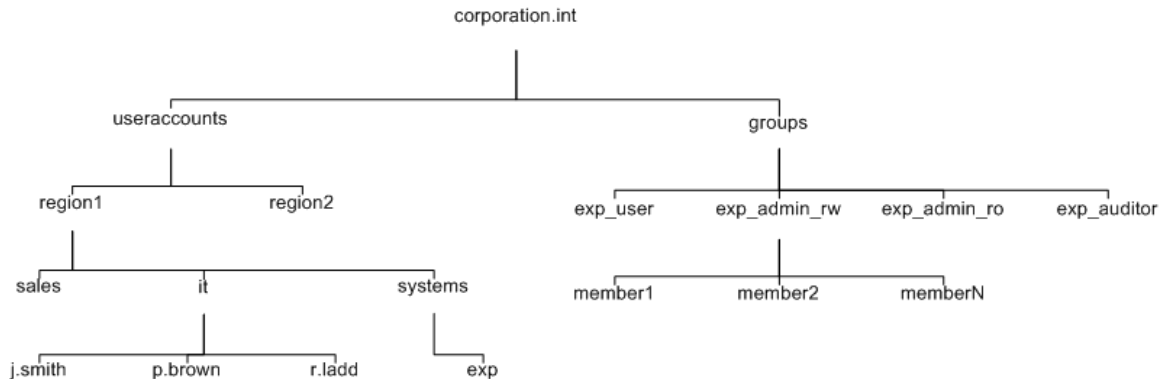 corporation.int
useraccounts groups
region1 region2 exp_user exp_admin_rw exp_admin_ro exp_auditor
sales it systems member1 member2 memberN
j.smith p.brown r.ladd exp